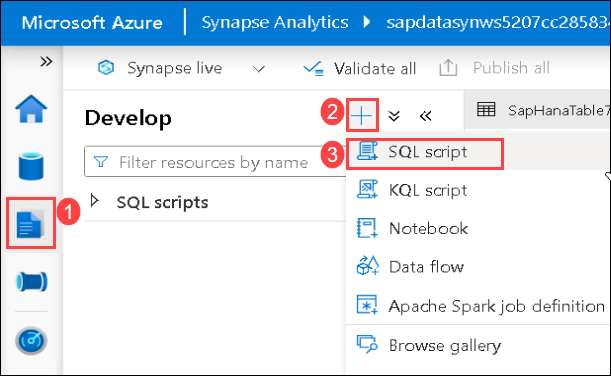 Microsoft Azure Synapse Analytics sapdatasynws5207cc28583
» Synapse live Validate all Publish all
Develop 2 SapHanaTable7
Filter resources by name 3 SQL script
1 SQL scripts KQL script
Notebook
Data flow
Apache Spark job definition
Browse gallery